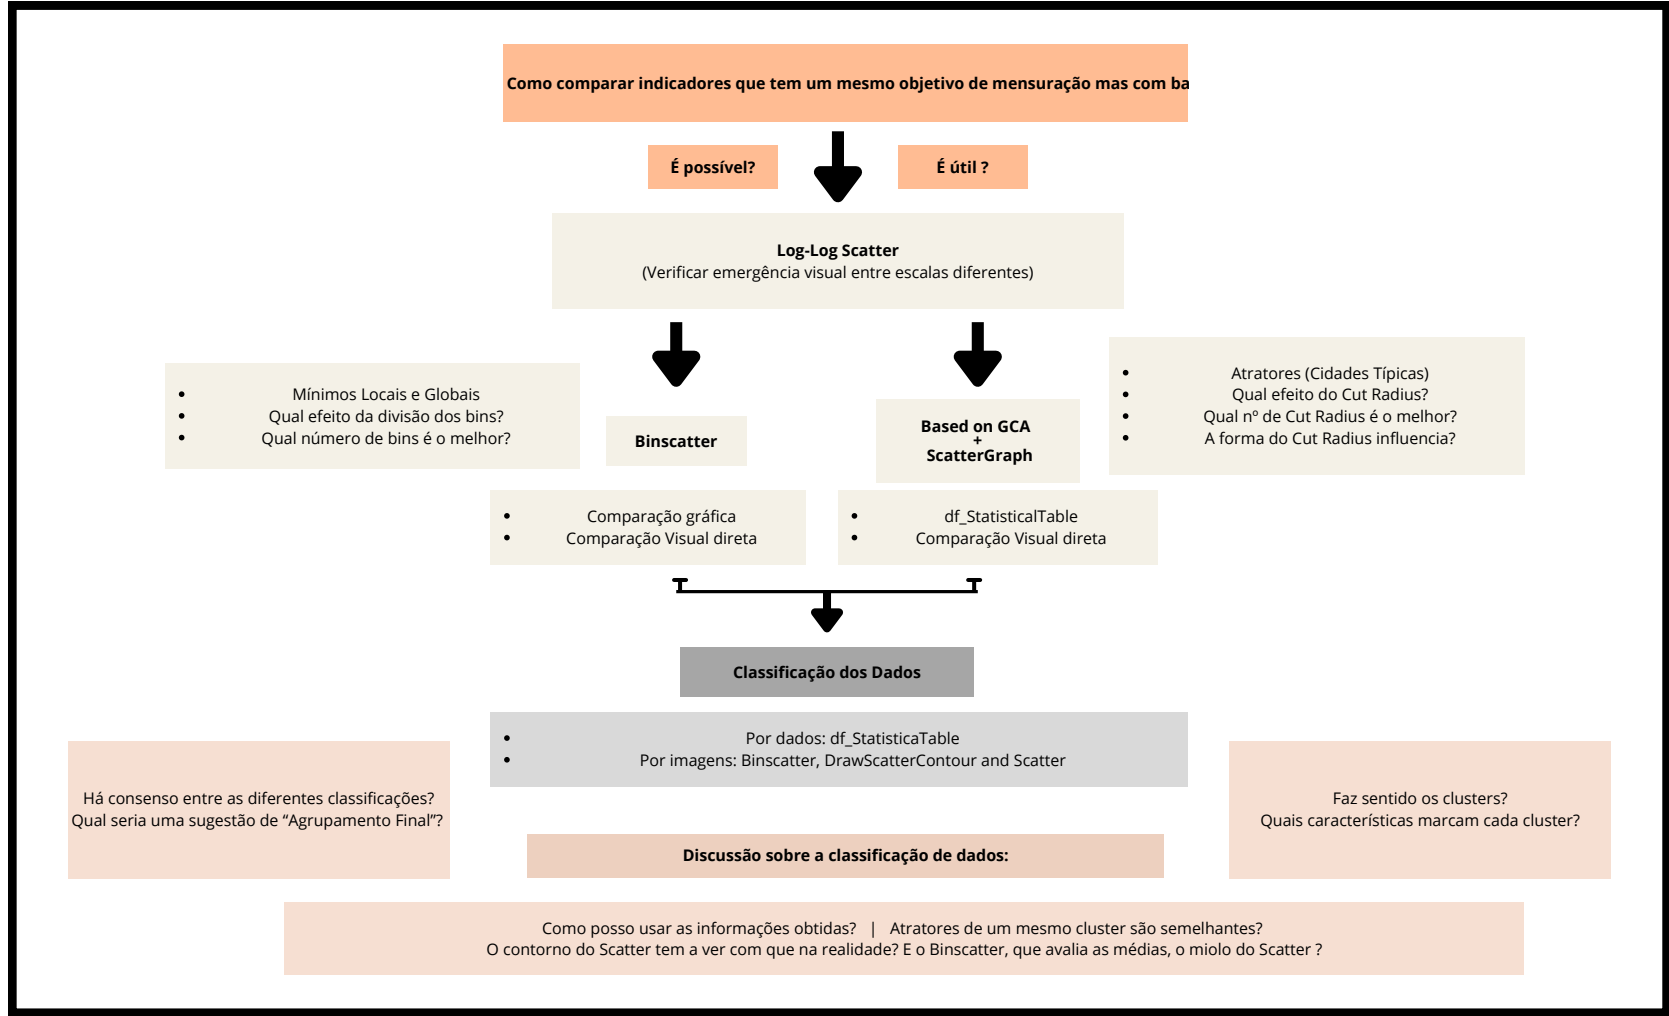 Como comparar indicadores que tem um mesmo objetivo de mensuração mas com ba
É possível?
É útil ?
Log-Log Scatter
(Verificar emergência visual entre escalas diferentes)
• Mínimos Locais e Globais
• Qual efeito da divisão dos bins?
• Qual número de bins é o melhor?
Binscatter
Based on GCA
+
ScatterGraph
• Atratores (Cidades Típicas)
• Qual efeito do Cut Radius?
• Qual nº de Cut Radius é o melhor?
• A forma do Cut Radius influencia?
• Comparação gráfica
• Comparação Visual direta
• df_StatisticalTable
• Comparação Visual direta
Classificação dos Dados
• Por dados: df_StatisticaTable
• Por imagens: Binscatter, DrawScatterContour and Scatter
Há consenso entre as diferentes classificações?
Qual seria uma sugestão de “Agrupamento Final”?
Faz sentido os clusters?
Quais características marcam cada cluster?
Discussão sobre a classificação de dados:
Como posso usar as informações obtidas? | Atratores de um mesmo cluster são semelhantes?
O contorno do Scatter tem a ver com que na realidade? E o Binscatter, que avalia as médias, o miolo do Scatter ?